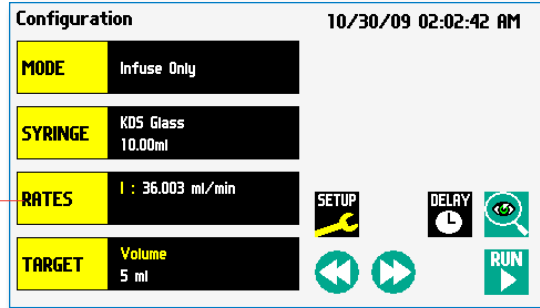 Configuration
10/30/09 02:02:42 AM
MODE
Infuse Only
SYRINGE
KDS Glass
10.00ml
RATES
I : 36.003 ml/min
SETUP
DELAY
TARGET
Volume
5 ml
RUN